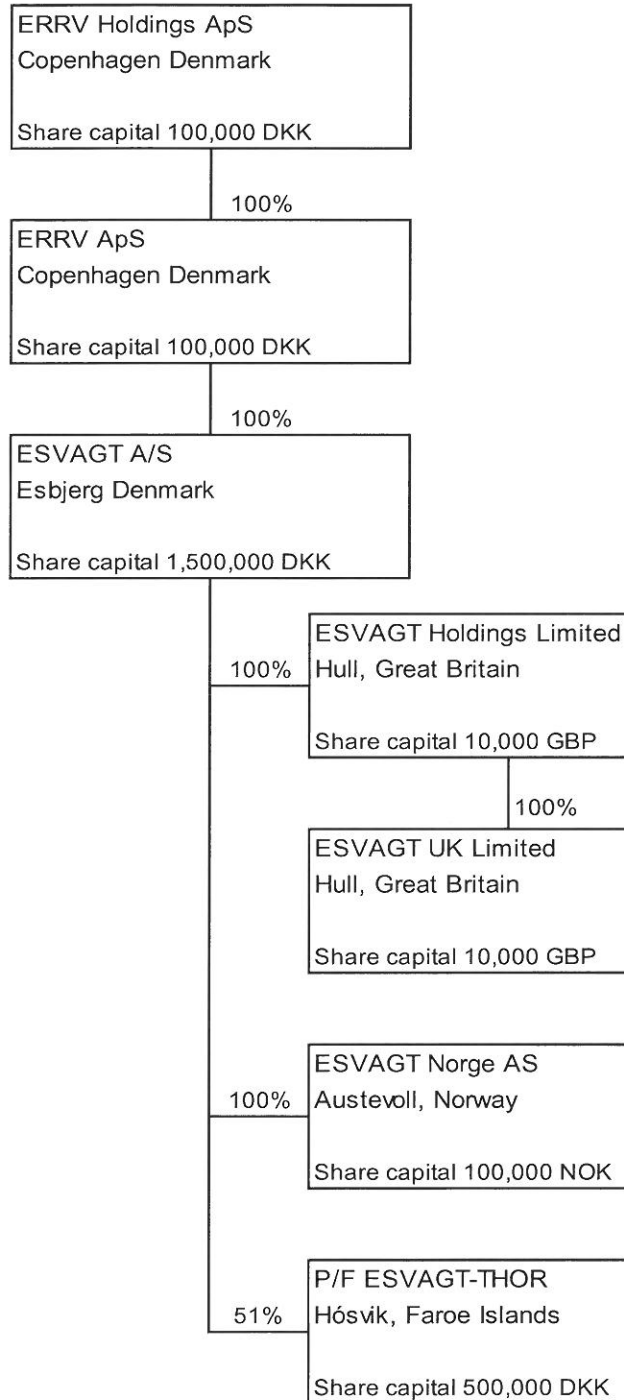 ERRV Holdings ApS
Copenhagen Denmark
Share capital 100,000 DKK
100%
ERRV ApS
Copenhagen Denmark
Share capital 100,000 DKK
100%
ESVAGT A/S
Esbjerg Denmark
Share capital 1,500,000 DKK
100%
ESVAGT Holdings Limited
Hull, Great Britain
Share capital 10,000 GBP
100%
ESVAGT UK Limited
Hull, Great Britain
Share capital 10,000 GBP
100%
ESVAGT Norge AS
Austevoll, Norway
Share capital 100,000 NOK
51%
P/F ESVAGT-THOR
Hósvik, Faroe Islands
Share capital 500,000 DKK